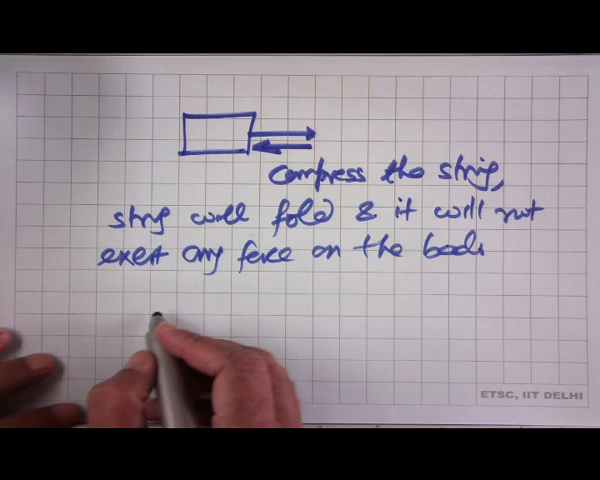 Compress the string,
string will fold & it will not
exert any force on the body
ETSC, IIT DELHI